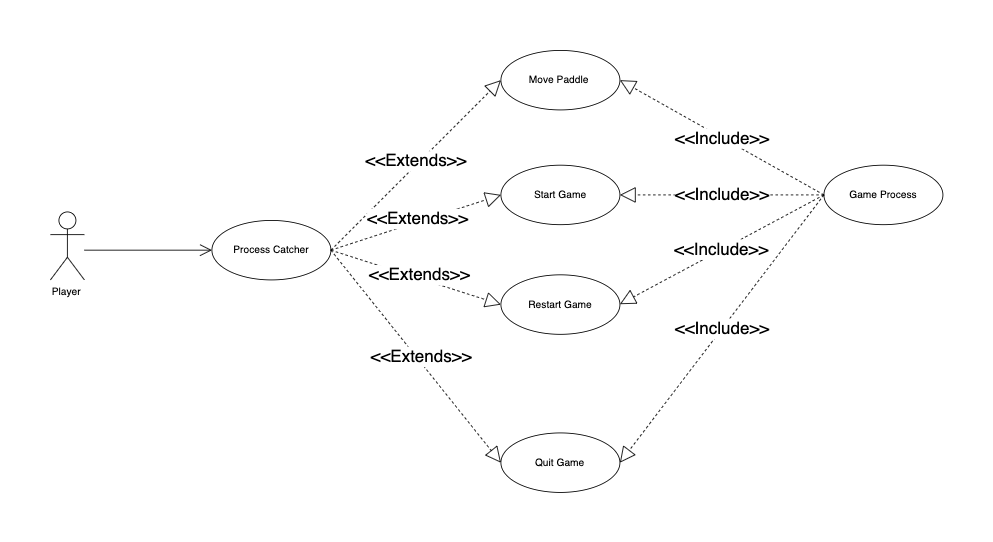 Move Paddle
<<Include>>
<<Extends>>
Start Game
<<Include>>
Game Process
<<Extends>>
Process Catcher
<<Include>>
<<Extends>>
Player
Restart Game
<<Include>>
<<Extends>>
Quit Game